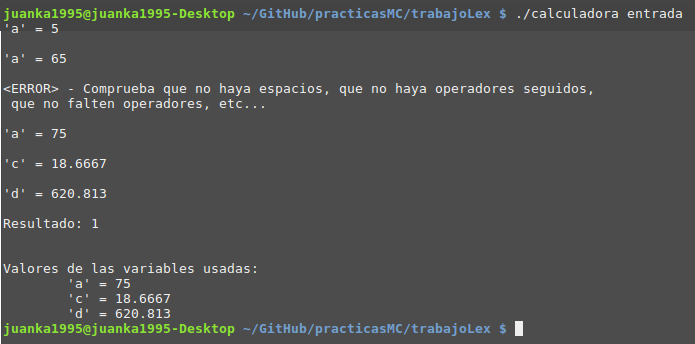 juanka1995@juanka1995-Desktop ~/GitHub/practicasMC/trabajoLex $ ./calculadora entrada
'a' = 5
'a' = 65
<ERROR> - Comprueba que no haya espacios, que no haya operadores seguidos,
que no falten operadores, etc...
'a' = 75
'c' = 18.6667
'd' = 620.813
Resultado: 1
Valores de las variables usadas:
'a' = 75
'c' = 18.6667
'd' = 620.813
juanka1995@juanka1995-Desktop ~/GitHub/practicasMC/trabajoLex $